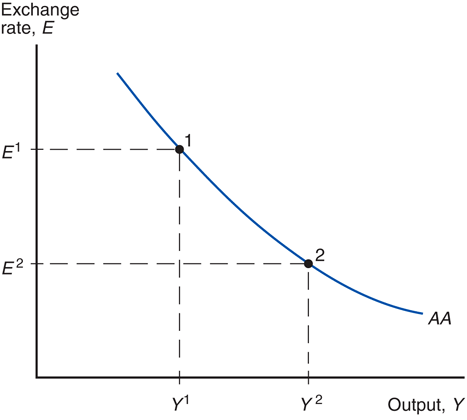 Exchange
rate, E
E¹
1
E²
2
AA
Y¹
Y²
Output, Y